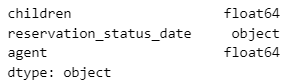 children                           float64
reservation_status_date             object
agent                              float64
dtype: object